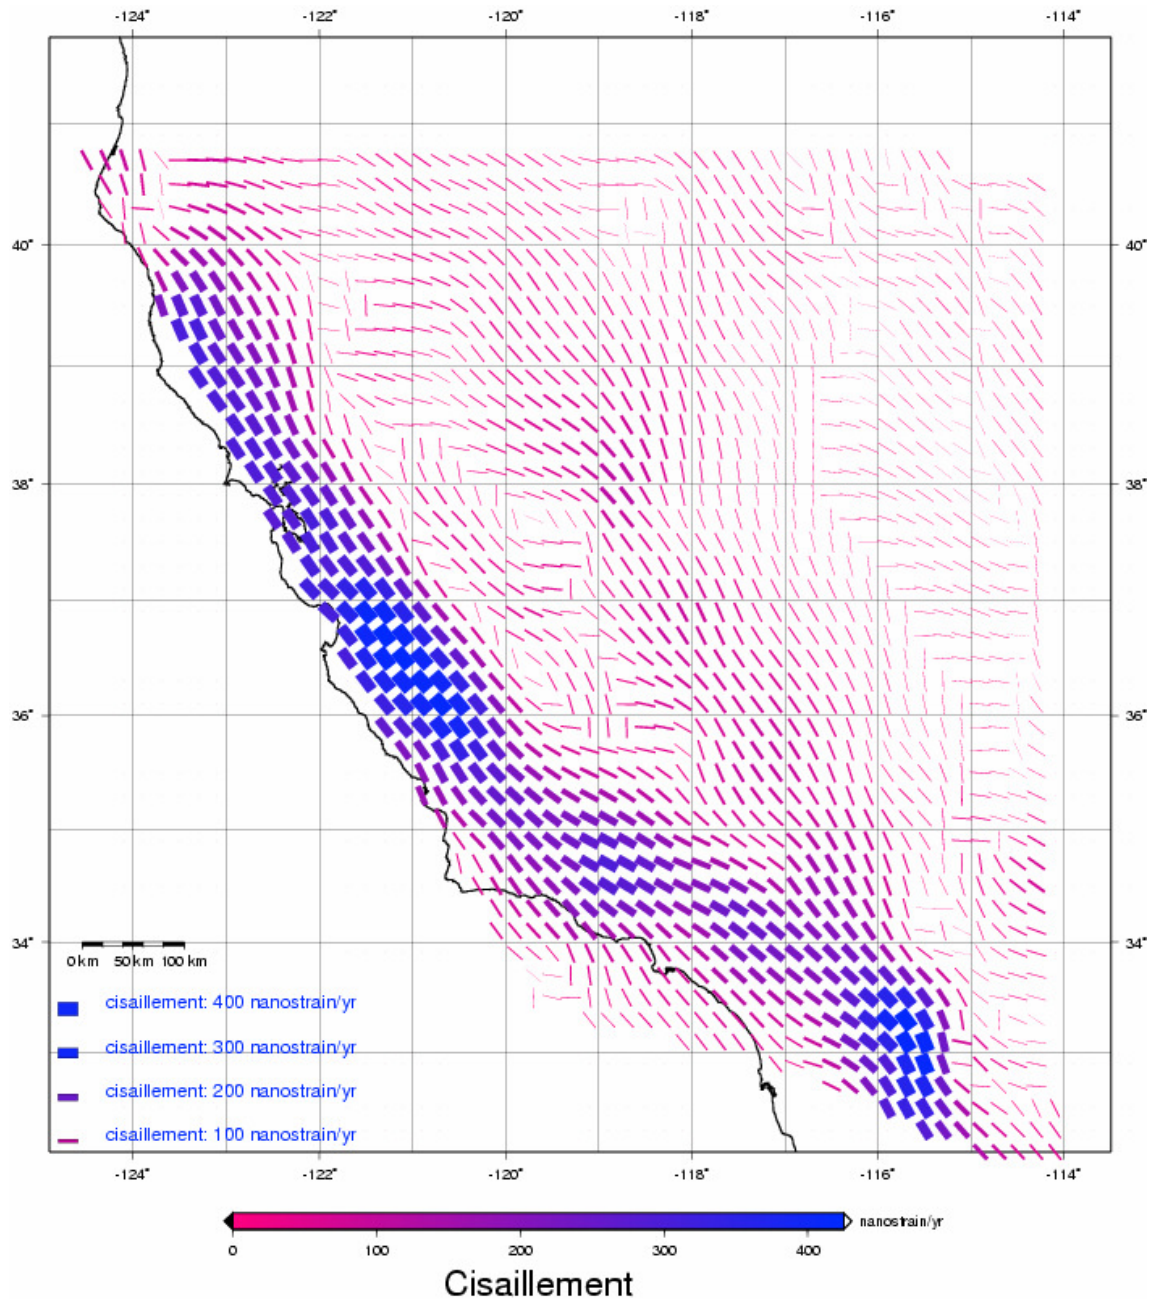 -124° -122° -120° -118° -116° -114°
40° 40°
38° 38°
36° 36°
34° 34°
0 km 50 km 100 km
cisaillement: 400 nanostrain/yr
cisaillement: 300 nanostrain/yr
cisaillement: 200 nanostrain/yr
cisaillement: 100 nanostrain/yr
-124° -122° -120° -118° -116° -114°
nanostrain/yr
0 100 200 300 400
Cisaillement